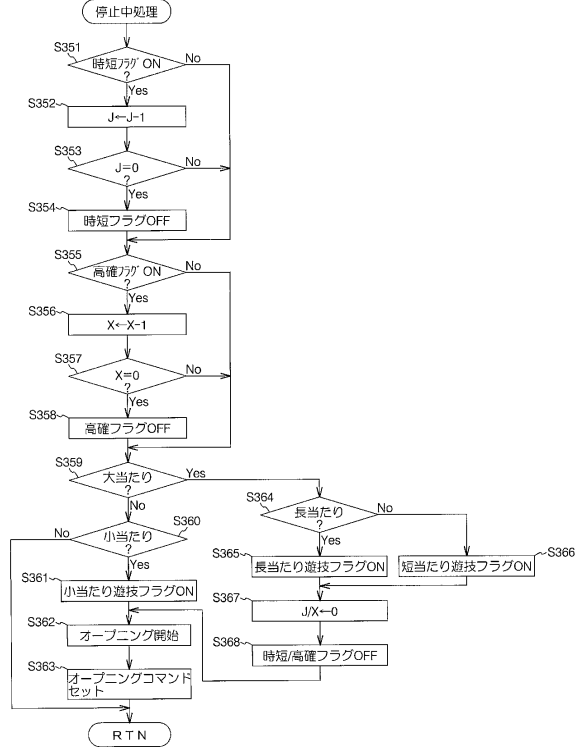 停止中処理
S351
時短フラグON
?
No
Yes
S352
J←J-1
S353
J=0
?
No
Yes
S354
時短フラグOFF
S355
高確フラグON
?
No
Yes
S356
X←X-1
S357
X=0
?
No
Yes
S358
高確フラグOFF
S359
大当たり
?
Yes
No
S360
小当たり
?
No
Yes
S361
小当たり遊技フラグON
S362
オープニング開始
S363
オープニングコマンド
セット
S364
長当たり
?
No
Yes
S365
長当たり遊技フラグON
S366
短当たり遊技フラグON
S367
J/X←0
S368
時短/高確フラグOFF
RTN